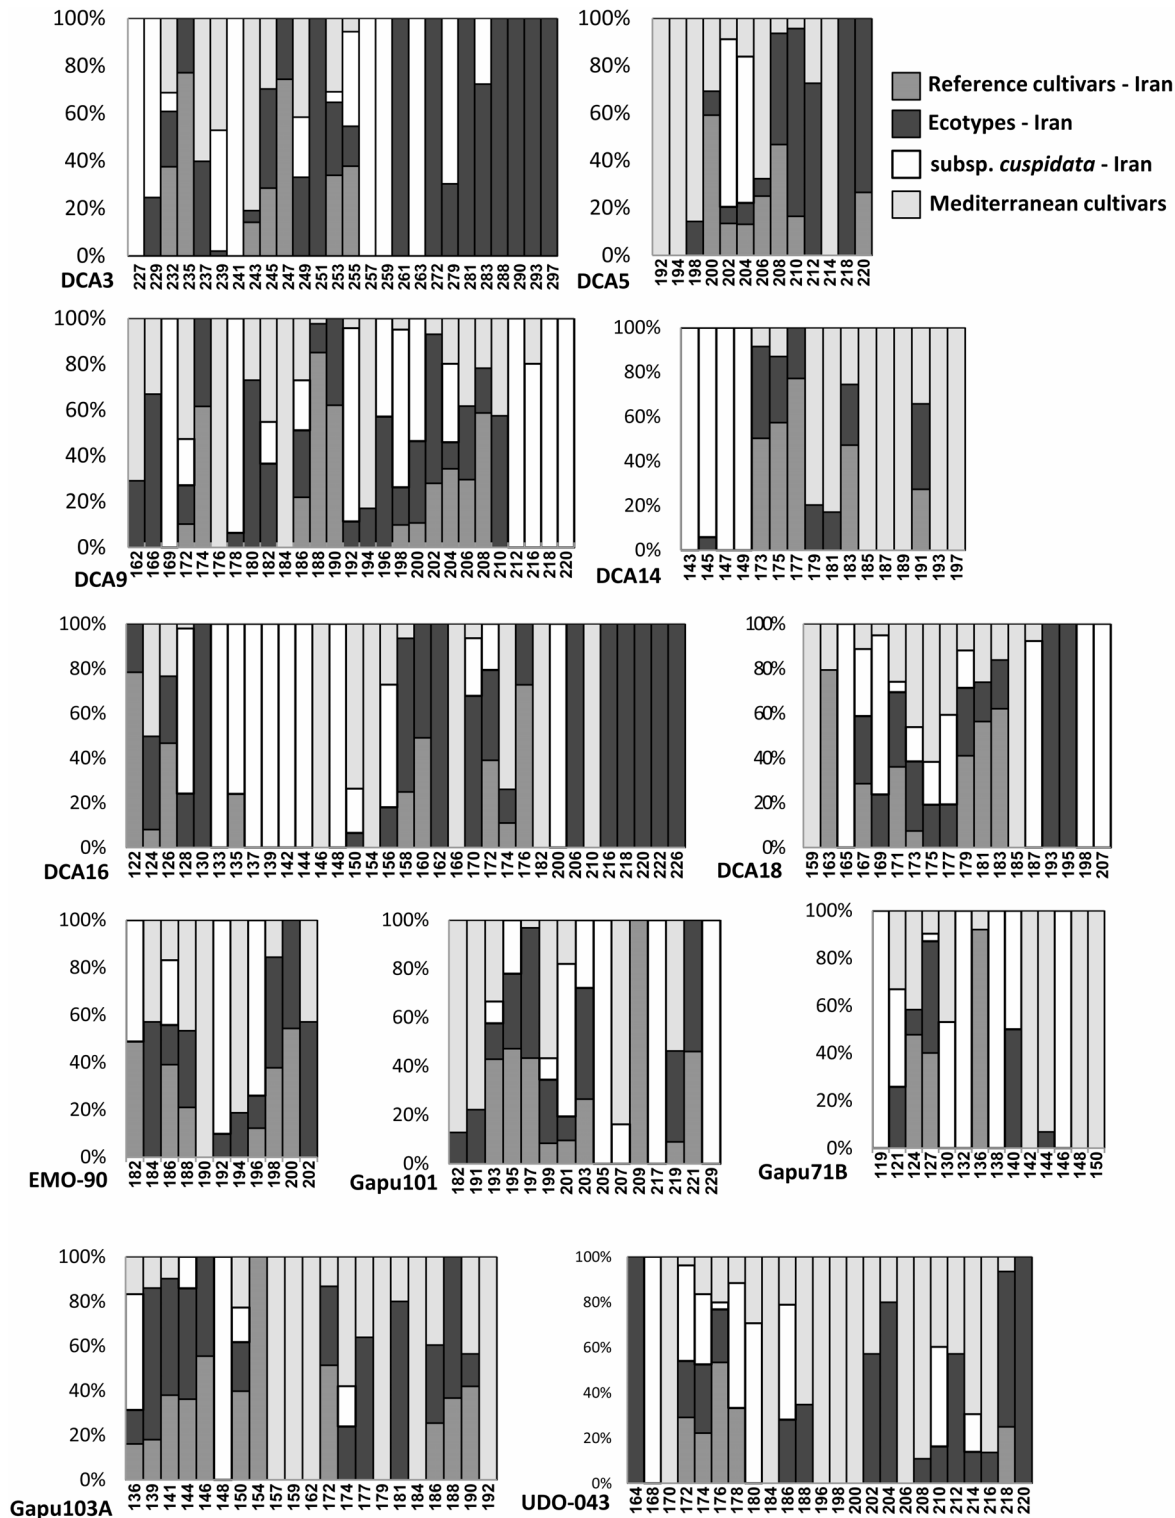 100%
80%
60%
40%
20%
0%
DCA3
227 229 232 235 237 239 241 243 245 247 249 251 253 255 257 259 261 263 272 279 281 283 288 290 293 297
100%
80%
60%
40%
20%
0%
DCA5
192 194 198 200 202 204 206 208 210 212 214 218 220
Reference cultivars - Iran
Ecotypes - Iran
subsp. cuspidata - Iran
Mediterranean cultivars
100%
80%
60%
40%
20%
0%
DCA9
162 166 169 172 174 176 178 180 182 184 186 188 190 192 194 196 198 200 202 204 206 208 210 212 216 218 220
100%
80%
60%
40%
20%
0%
DCA14
143 145 147 149 173 175 177 179 181 183 185 187 189 191 193 197
100%
80%
60%
40%
20%
0%
DCA16
122 124 126 128 130 133 135 137 139 142 144 146 148 150 154 156 158 160 162 166 170 172 174 176 182 200 206 210 216 218 220 222 226
100%
80%
60%
40%
20%
0%
DCA18
159 163 165 167 169 171 173 175 177 179 181 183 185 187 193 195 198 207
100%
80%
60%
40%
20%
0%
EMO-90
182 184 186 188 190 192 194 196 198 200 202
100%
80%
60%
40%
20%
0%
Gapu101
182 191 193 195 197 199 201 203 205 207 209 217 219 221 229
100%
80%
60%
40%
20%
0%
Gapu71B
119 121 124 127 130 132 136 138 140 142 144 146 148 150
100%
80%
60%
40%
20%
0%
Gapu103A
136 139 141 144 146 148 150 154 157 159 162 172 174 177 179 181 184 186 188 190 192
100%
80%
60%
40%
20%
0%
UDO-043
164 168 170 172 174 176 178 180 184 186 188 196 198 200 202 204 206 208 210 212 214 216 218 220